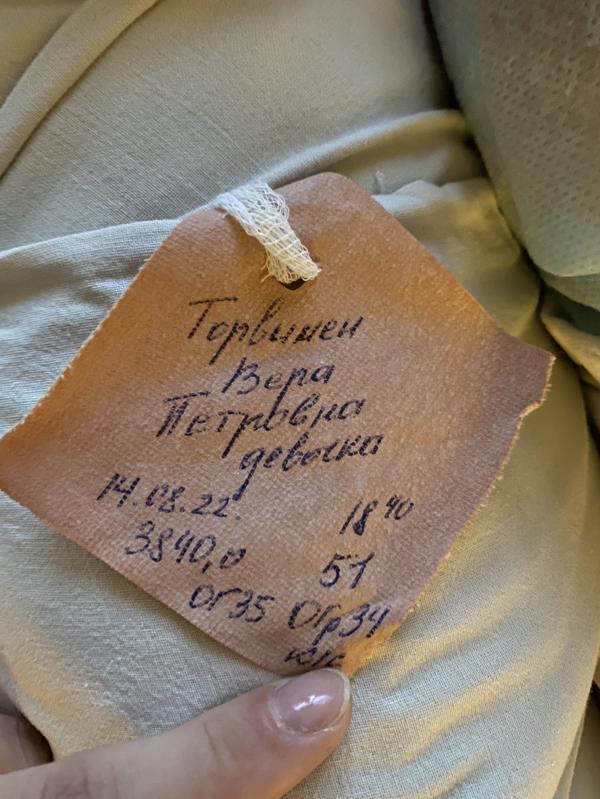 Торвинен
Вера
Петровна
девочка
14.08.22. 18⁴⁰
3840,0 51
Ог35 Огр34